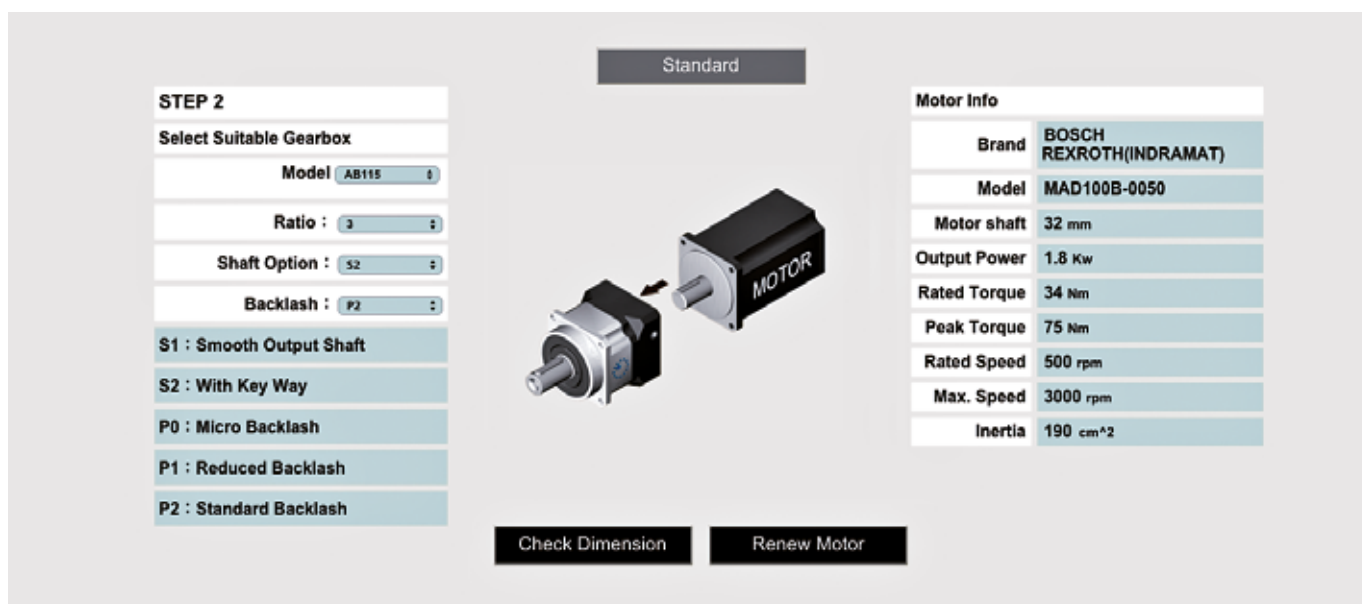 Standard
STEP 2
Select Suitable Gearbox
Model AB115
Ratio : 3
Shaft Option : S2
Backlash : P2
S1 : Smooth Output Shaft
S2 : With Key Way
P0 : Micro Backlash
P1 : Reduced Backlash
P2 : Standard Backlash
MOTOR
Check Dimension
Renew Motor
Motor Info
Brand BOSCH
REXROTH(INDRAMAT)
Model MAD100B-0050
Motor shaft 32 mm
Output Power 1.8 Kw
Rated Torque 34 Nm
Peak Torque 75 Nm
Rated Speed 500 rpm
Max. Speed 3000 rpm
Inertia 190 cm^2